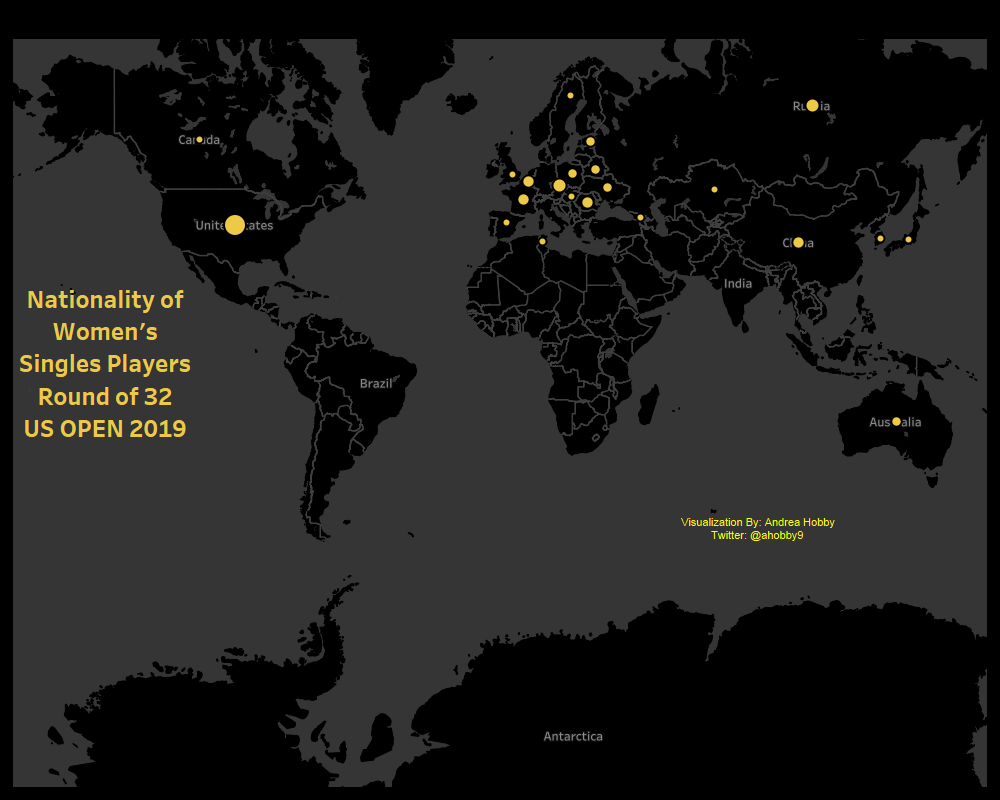 Canada
Russia
United States
China
India
Nationality of
Women's
Singles Players
Round of 32
US OPEN 2019
Brazil
Australia
Visualization By: Andrea Hobby
Twitter: @ahobby9
Antarctica